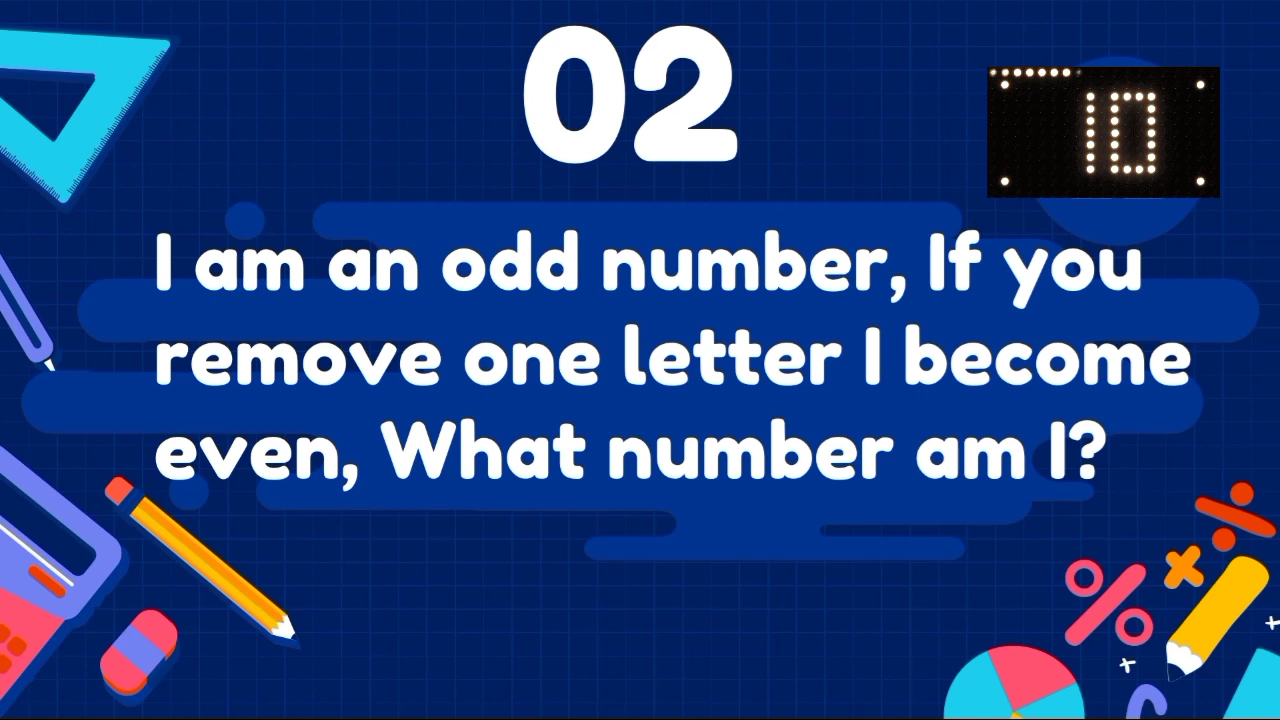 02
10
I am an odd number, If you
remove one letter I become
even, What number am I?